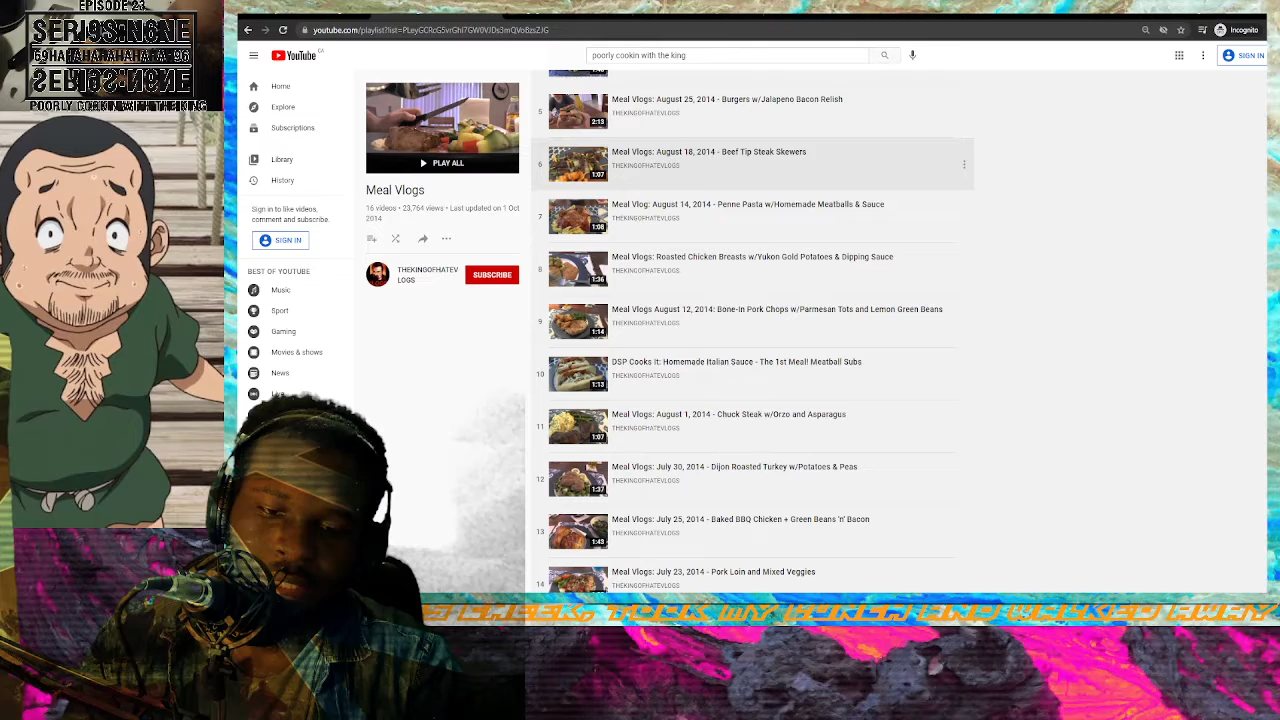 EPISODE 23
SERI9SN6NE
POORLY COOKIN WITH THE KING
youtube.com/playlist?list=PLeyGCRcG5vrGhI7GW0VJDs3mQVoBzsZJG
Incognito
YouTube CA
poorly cookin with the king
SIGN IN
Home
Explore
Subscriptions
Library
History
Sign in to like videos,
comment and subscribe.
SIGN IN
BEST OF YOUTUBE
Music
Sport
Gaming
Movies & shows
News
Live
PLAY ALL
Meal Vlogs
16 videos • 23,764 views • Last updated on 1 Oct
2014
THEKINGOFHATEV
LOGS
SUBSCRIBE
5
2:13
Meal Vlogs: August 25, 2014 - Burgers w/Jalapeno Bacon Relish
THEKINGOFHATEVLOGS
6
1:07
Meal Vlogs: August 18, 2014 - Beef Tip Steak Skewers
THEKINGOFHATEVLOGS
7
1:08
Meal Vlog: August 14, 2014 - Penne Pasta w/Homemade Meatballs & Sauce
THEKINGOFHATEVLOGS
8
1:36
Meal Vlogs: Roasted Chicken Breasts w/Yukon Gold Potatoes & Dipping Sauce
THEKINGOFHATEVLOGS
9
1:14
Meal Vlogs August 12, 2014: Bone-In Pork Chops w/Parmesan Tots and Lemon Green Beans
THEKINGOFHATEVLOGS
10
1:13
DSP Cooks It: Homemade Italian Sauce - The 1st Meal! Meatball Subs
THEKINGOFHATEVLOGS
11
1:07
Meal Vlogs: August 1, 2014 - Chuck Steak w/Orzo and Asparagus
THEKINGOFHATEVLOGS
12
1:37
Meal Vlogs: July 30, 2014 - Dijon Roasted Turkey w/Potatoes & Peas
THEKINGOFHATEVLOGS
13
1:43
Meal Vlogs: July 25, 2014 - Baked BBQ Chicken + Green Beans 'n' Bacon
THEKINGOFHATEVLOGS
14
Meal Vlogs: July 23, 2014 - Pork Loin and Mixed Veggies
THEKINGOFHATEVLOGS